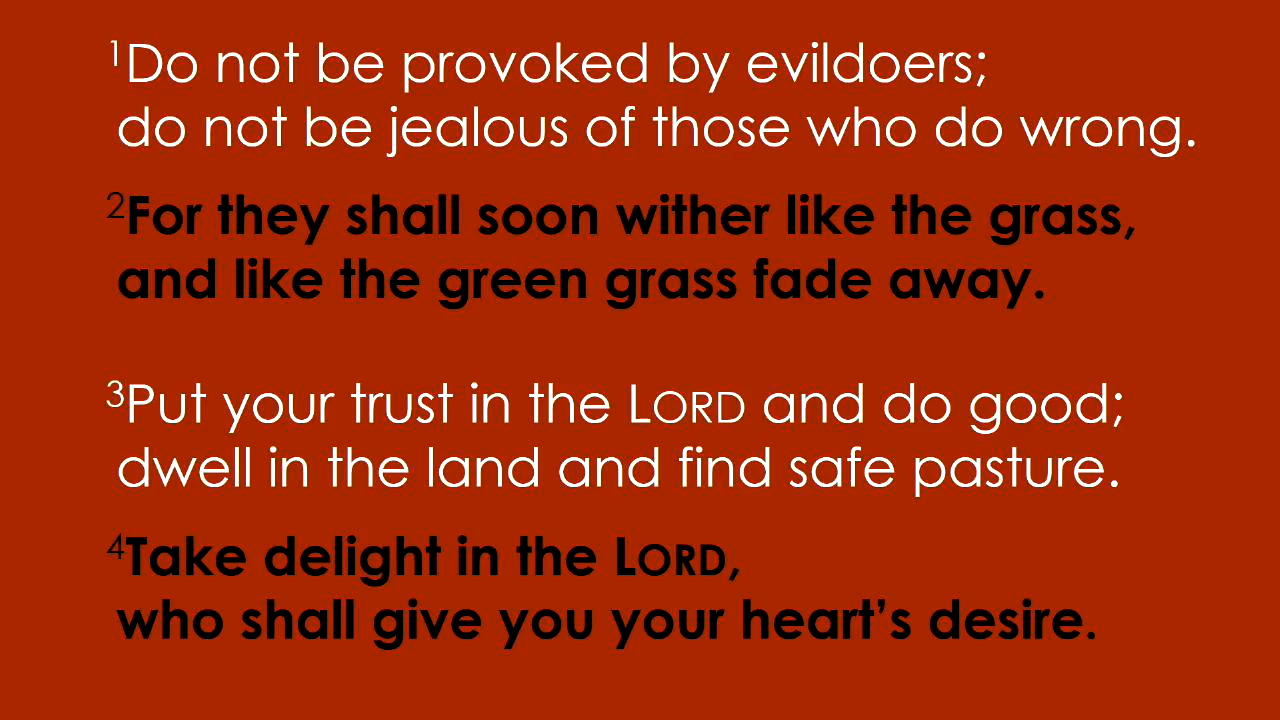 ¹Do not be provoked by evildoers;
do not be jealous of those who do wrong.
²For they shall soon wither like the grass,
and like the green grass fade away.
³Put your trust in the LORD and do good;
dwell in the land and find safe pasture.
⁴Take delight in the LORD,
who shall give you your heart’s desire.